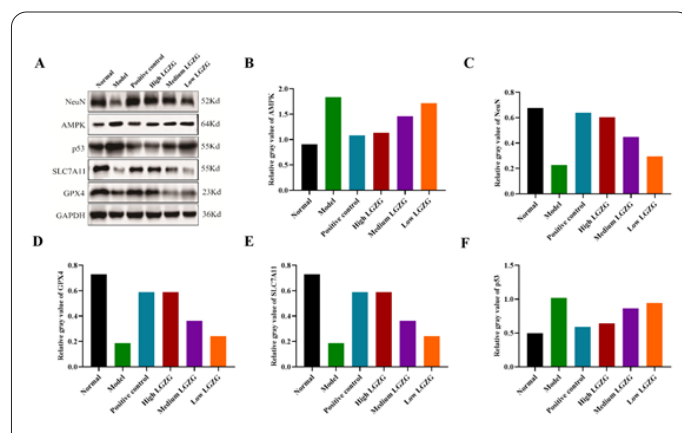 A
Normal
Model
Positive control
High LGZG
Medium LGZG
Low LGZG
NeuN 52Kd
AMPK 64Kd
p53 55Kd
SLC7A11 55Kd
GPX4 23Kd
GAPDH 36Kd
B
Relative gray value of AMPK
2.0
1.5
1.0
0.5
0.0
Normal
Model
Positive control
High LGZG
Medium LGZG
Low LGZG
C
Relative gray value of NeuN
0.8
0.6
0.4
0.2
0.0
Normal
Model
Positive control
High LGZG
Medium LGZG
Low LGZG
D
Relative gray value of GPX4
0.8
0.6
0.4
0.2
0.0
Normal
Model
Positive control
High LGZG
Medium LGZG
Low LGZG
E
Relative gray value of SLC7A11
0.8
0.6
0.4
0.2
0.0
Normal
Model
Positive control
High LGZG
Medium LGZG
Low LGZG
F
Relative gray value of p53
1.5
1.0
0.5
0.0
Normal
Model
Positive control
High LGZG
Medium LGZG
Low LGZG